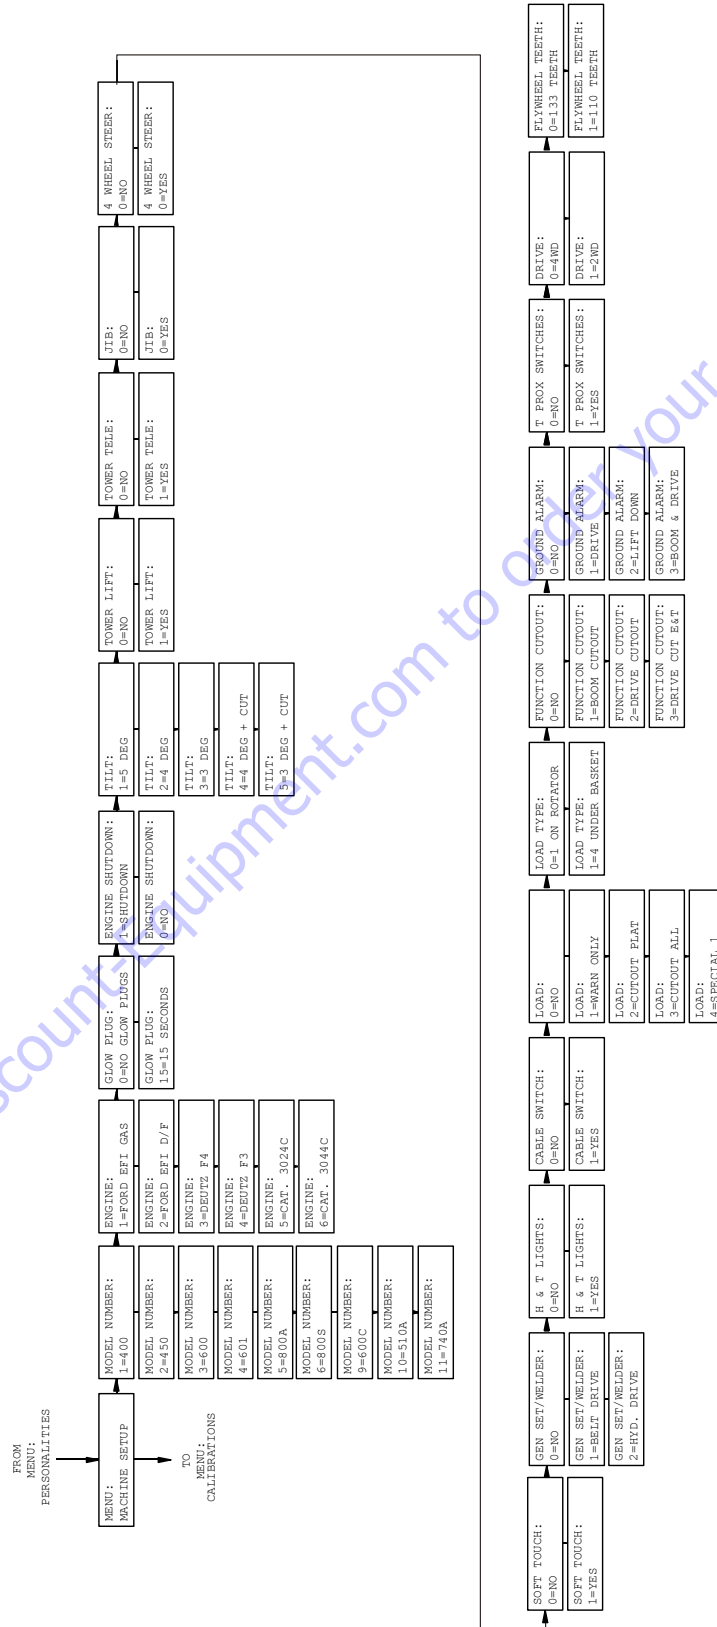 FROM
MENU:
PERSONALITIES
MENU:
MACHINE SETUP
TO
MENU:
CALIBRATIONS
MODEL NUMBER:
1=400
MODEL NUMBER:
2=450
MODEL NUMBER:
3=600
MODEL NUMBER:
4=601
MODEL NUMBER:
5=800A
MODEL NUMBER:
6=800S
MODEL NUMBER:
9=600C
MODEL NUMBER:
10=510A
MODEL NUMBER:
11=740A
ENGINE:
1=FORD EFI GAS
ENGINE:
2=FORD EFI D/F
ENGINE:
3=DEUTZ F4
ENGINE:
4=DEUTZ F3
ENGINE:
5=CAT. 3024C
ENGINE:
6=CAT. 3044C
GLOW PLUG:
0=NO GLOW PLUGS
GLOW PLUG:
15=15 SECONDS
ENGINE SHUTDOWN:
1=SHUTDOWN
ENGINE SHUTDOWN:
0=NO
TILT:
1=5 DEG
TILT:
2=4 DEG
TILT:
3=3 DEG
TILT:
4=4 DEG + CUT
TILT:
5=3 DEG + CUT
TOWER LIFT:
0=NO
TOWER LIFT:
1=YES
TOWER TELE:
0=NO
TOWER TELE:
1=YES
JIB:
0=NO
JIB:
0=YES
4 WHEEL STEER:
0=NO
4 WHEEL STEER:
0=YES
SOFT TOUCH:
0=NO
SOFT TOUCH:
1=YES
GEN SET/WELDER:
0=NO
GEN SET/WELDER:
1=BELT DRIVE
GEN SET/WELDER:
2=HYD. DRIVE
H & T LIGHTS:
0=NO
H & T LIGHTS:
1=YES
CABLE SWITCH:
0=NO
CABLE SWITCH:
1=YES
LOAD:
0=NO
LOAD:
1=WARN ONLY
LOAD:
2=CUTOUT PLAT
LOAD:
3=CUTOUT ALL
LOAD:
4=SPECIAL 1
LOAD TYPE:
0=1 ON ROTATOR
LOAD TYPE:
1=4 UNDER BASKET
FUNCTION CUTOUT:
0=NO
FUNCTION CUTOUT:
1=BOOM CUTOUT
FUNCTION CUTOUT:
2=DRIVE CUTOUT
FUNCTION CUTOUT:
3=DRIVE CUT E&T
GROUND ALARM:
0=NO
GROUND ALARM:
1=DRIVE
GROUND ALARM:
2=LIFT DOWN
GROUND ALARM:
3=BOOM & DRIVE
T PROX SWITCHES:
0=NO
T PROX SWITCHES:
1=YES
DRIVE:
0=4WD
DRIVE:
1=2WD
FLYWHEEL TEETH:
0=133 TEETH
FLYWHEEL TEETH:
1=110 TEETH
scount-Equipment.com to order your